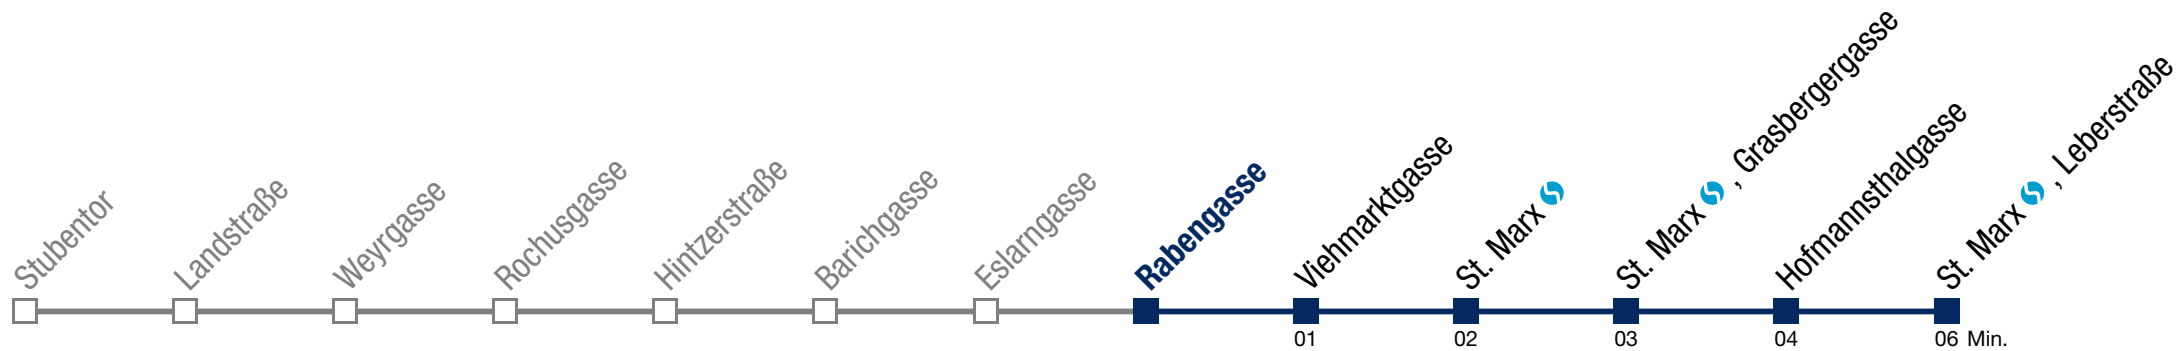 Stubentor
Landstraße
Weyrgasse
Rochusgasse
Hintzerstraße
Barichgasse
Eslarngasse
Rabengasse
Viehmarktgasse
St. Marx
St. Marx , Grasbergergasse
Hofmannsthalgasse
St. Marx , Leberstraße
01 02 03 04 06 Min.